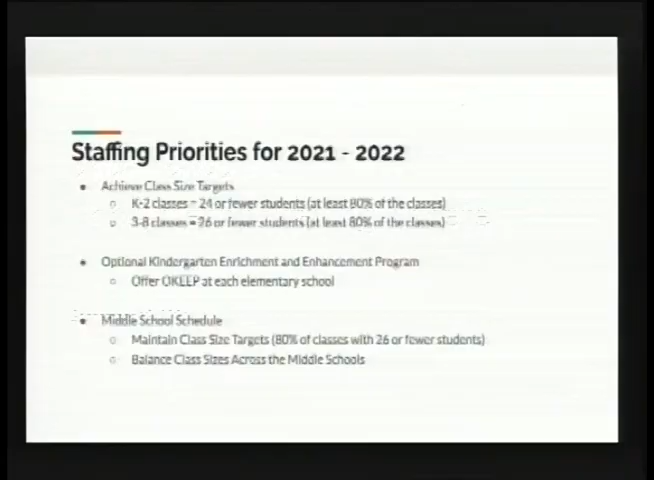 Staffing Priorities for 2021 - 2022
• Achieve Class Size Targets
○ K-2 classes = 24 or fewer students (at least 80% of the classes)
○ 3-8 classes = 26 or fewer students (at least 80% of the classes)
• Optional Kindergarten Enrichment and Enhancement Program
○ Offer OKEEP at each elementary school
• Middle School Schedule
○ Maintain Class Size Targets (80% of classes with 26 or fewer students)
○ Balance Class Sizes Across the Middle Schools